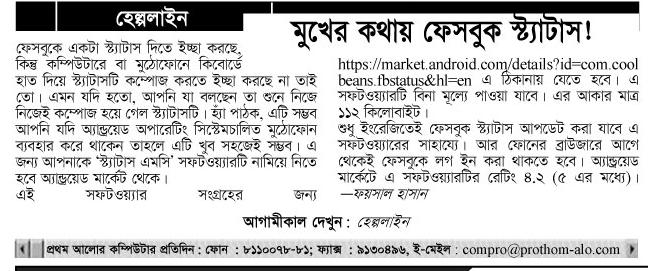 হেল্পলাইন
মুখের কথায় ফেসবুক স্ট্যাটাস!
ফেসবুকে একটা স্ট্যাটাস দিতে ইচ্ছা করছে,
কিন্তু কম্পিউটারে বা মুঠোফোনে কিবোর্ডে
হাত দিয়ে স্ট্যাটাসটি কম্পোজ করতে ইচ্ছা করছে না তাই
তো। এমন যদি হতো, আপনি যা বলছেন তা শুনে নিজে
নিজেই কম্পোজ হয়ে গেল স্ট্যাটাসটি। হ্যাঁ পাঠক, এটি সম্ভব
আপনি যদি অ্যান্ড্রয়েড অপারেটিং সিস্টেমচালিত মুঠোফোন
ব্যবহার করে থাকেন তাহলে এটি খুব সহজেই সম্ভব। এ
জন্য আপনাকে ‘স্ট্যাটাস এমসি’ সফটওয়্যারটি নামিয়ে নিতে
হবে অ্যান্ড্রয়েড মার্কেট থেকে।
এই সফটওয়্যার সংগ্রহের জন্য
https://market.android.com/details?id=com.cool
beans.fbstatus&hl=en এ ঠিকানায় যেতে হবে। এ
সফটওয়্যারটি বিনা মূল্যে পাওয়া যাবে। এর আকার মাত্র
১১২ কিলোবাইট।
শুধু ইংরেজিতেই ফেসবুক স্ট্যাটাস আপডেট করা যাবে এ
সফটওয়্যারের সাহায্যে। আর ফোনের ব্রাউজারে আগে
থেকেই ফেসবুকে লগ ইন করা থাকতে হবে। অ্যান্ড্রয়েড
মার্কেটে এ সফটওয়্যারটির রেটিং ৪.২ (৫ এর মধ্যে)।
—ফয়সাল হাসান
আগামীকাল দেখুন : হেল্পলাইন
প্রথম আলোর কম্পিউটার প্রতিদিন : ফোন : ৮১১০০৭৮-৮১; ফ্যাক্স : ৯১৩০৪৯৬, ই-মেইল : compro@prothom-alo.com